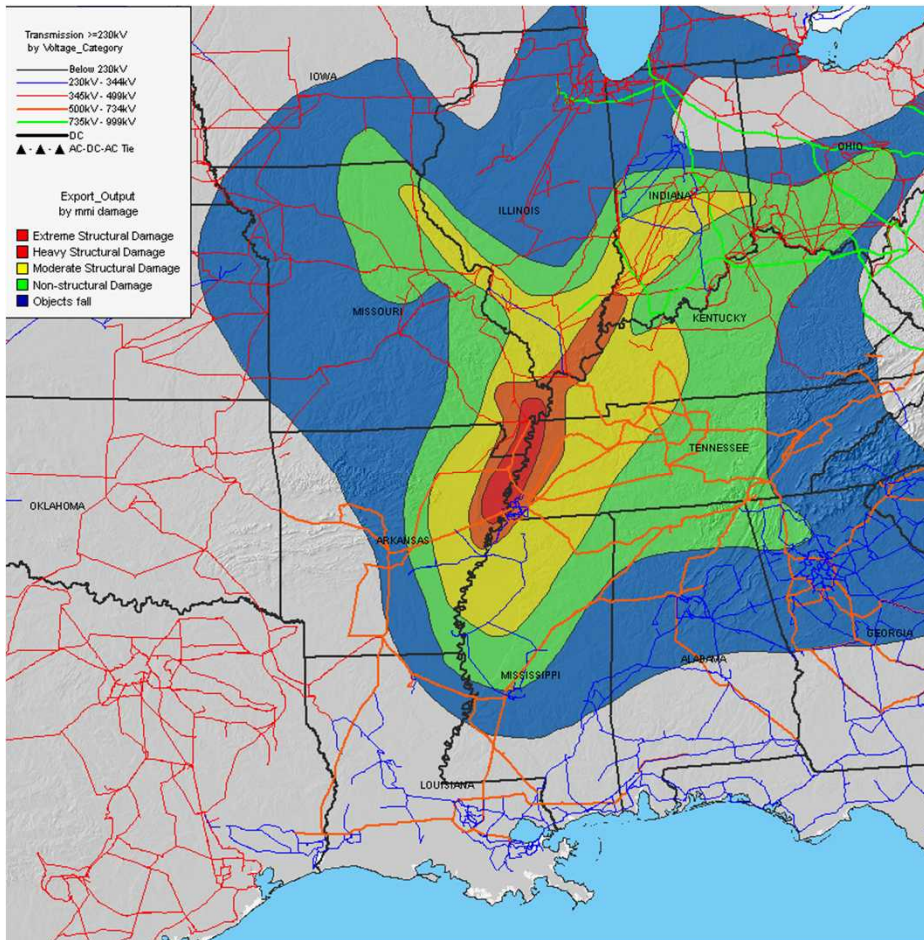 Transmission >=230kV
by Voltage_Category
Below 230kV
230kV - 344kV
345kV - 499kV
500kV - 734kV
735kV - 999kV
DC
AC-DC-AC Tie
Export_Output
by mmi damage
Extreme Structural Damage
Heavy Structural Damage
Moderate Structural Damage
Non-structural Damage
Objects fall
IOWA
OHIO
ILLINOIS
INDIANA
MISSOURI
KENTUCKY
TENNESSEE
OKLAHOMA
ARKANSAS
GEORGIA
ALABAMA
MISSISSIPPI
LOUISIANA